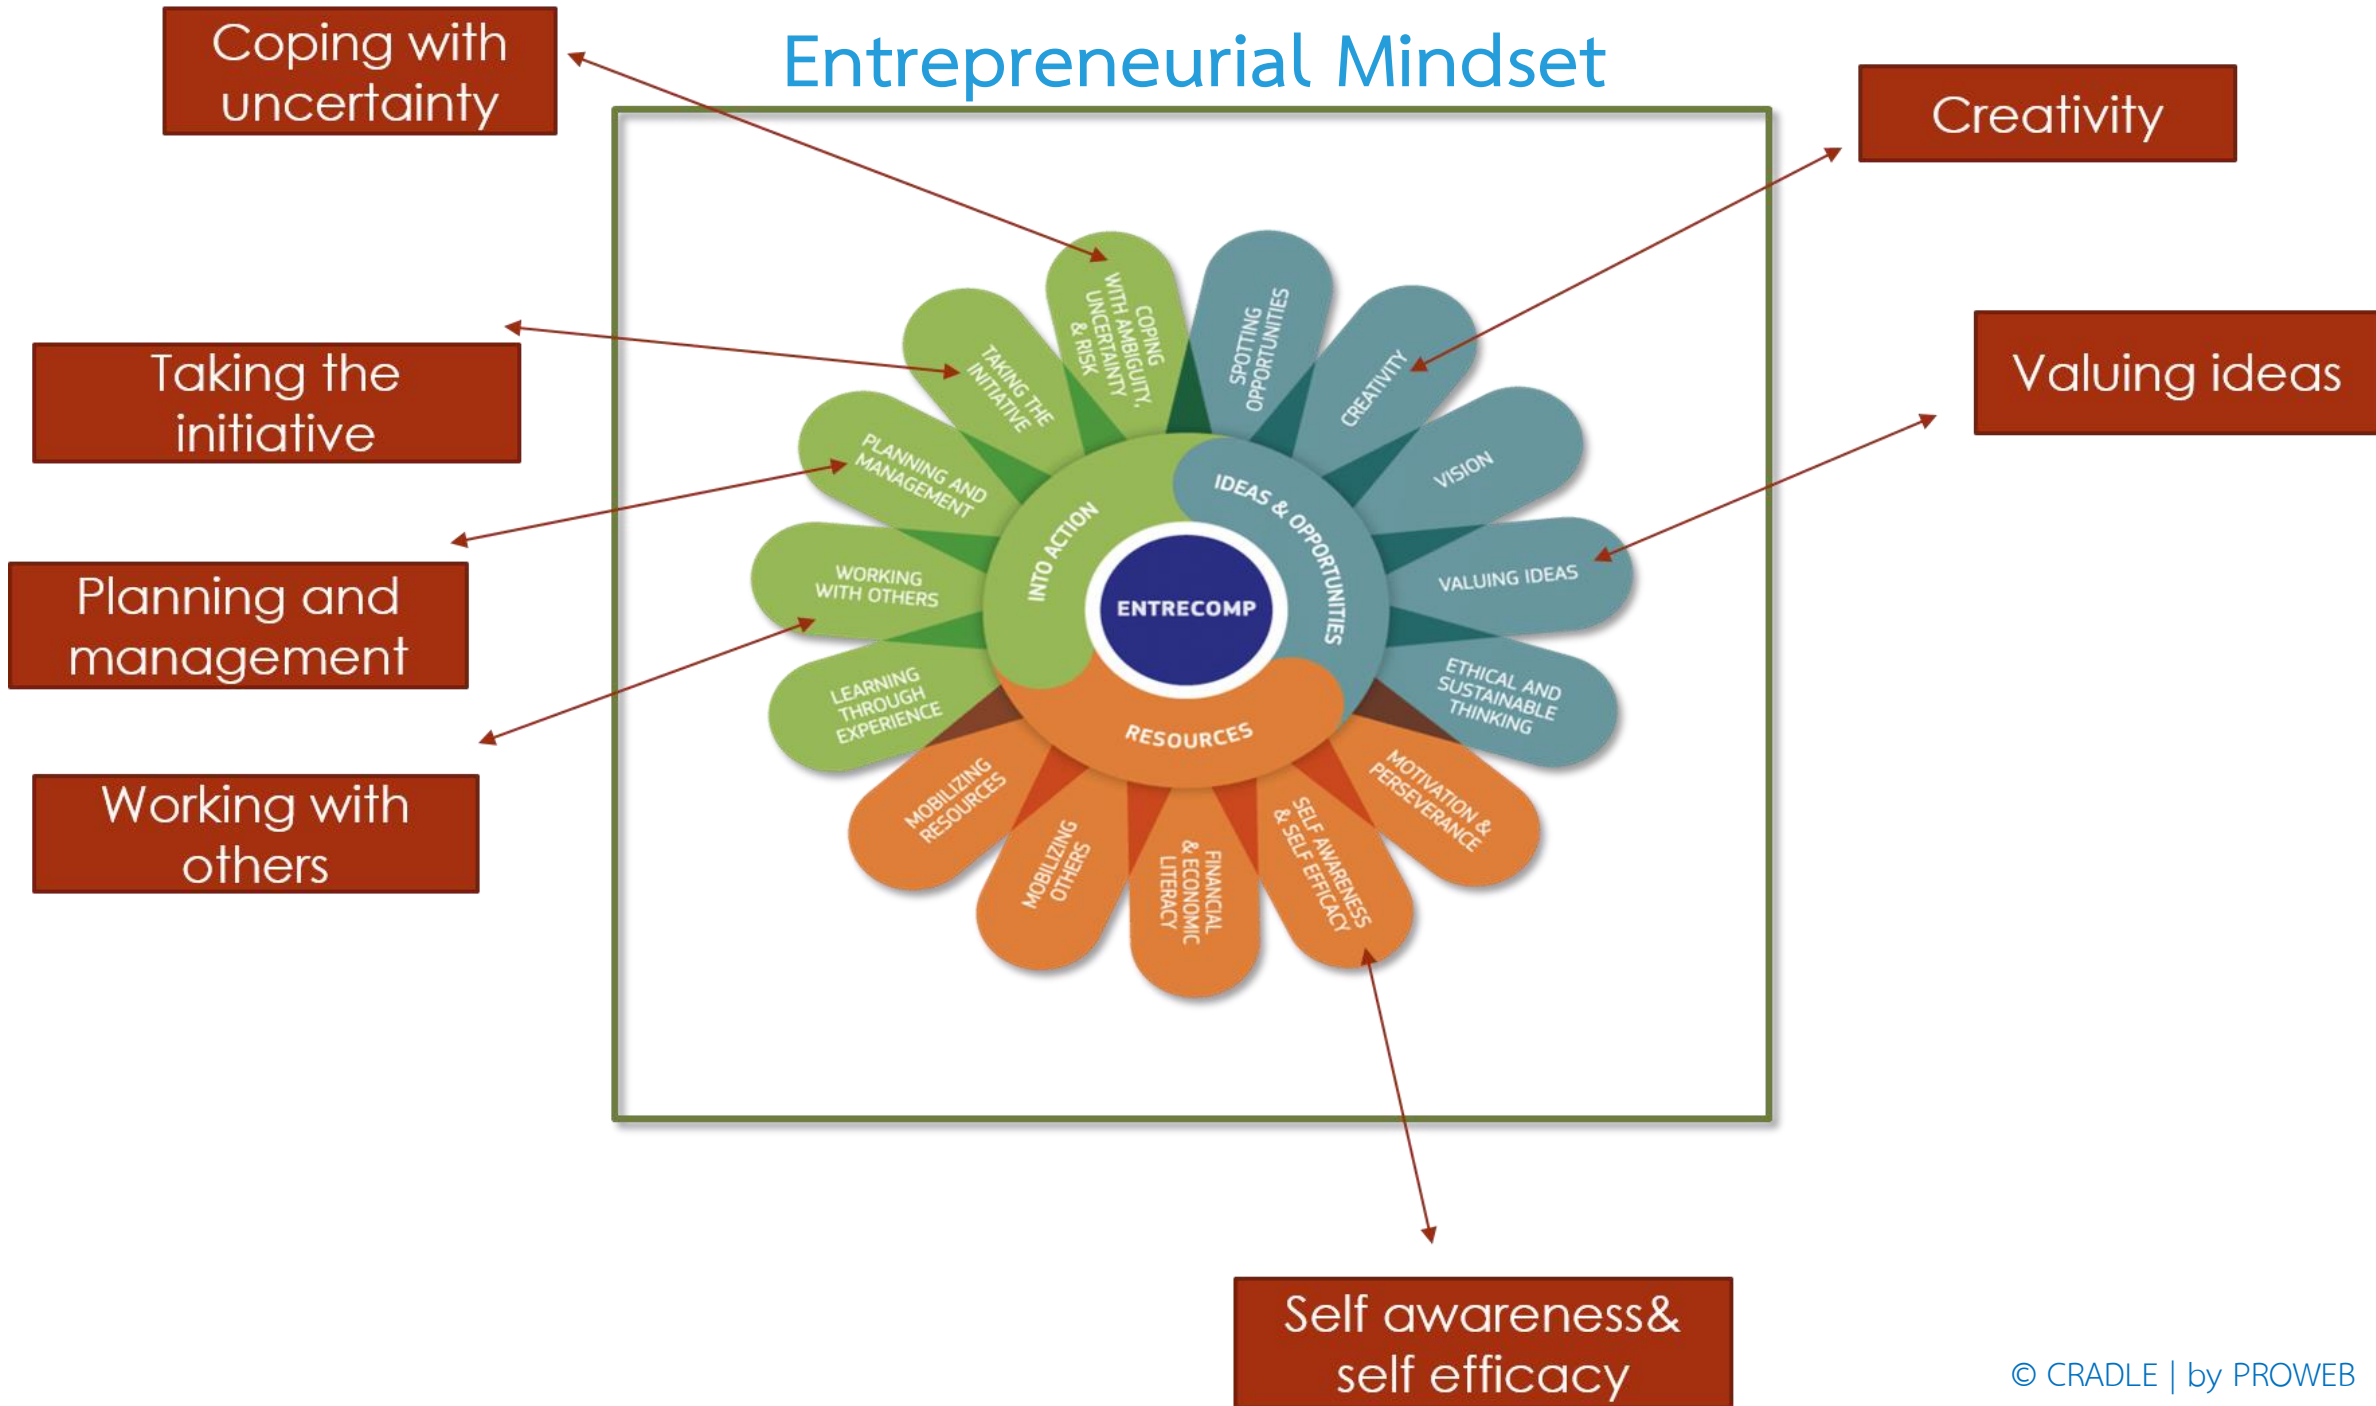 Entrepreneurial Mindset
Coping with
uncertainty
Creativity
Taking the
initiative
Valuing ideas
Planning and
management
Working with
others
Self awareness&
self efficacy
COPING
WITH AMBIGUITY,
UNCERTAINTY
& RISK
SPOTTING
OPPORTUNITIES
CREATIVITY
VISION
VALUING IDEAS
ETHICAL AND
SUSTAINABLE
THINKING
MOTIVATION &
PERSEVERANCE
SELF AWARENESS
& SELF EFFICACY
FINANCIAL
& ECONOMIC
LITERACY
MOBILIZING
OTHERS
MOBILIZING
RESOURCES
LEARNING
THROUGH
EXPERIENCE
WORKING
WITH OTHERS
PLANNING AND
MANAGEMENT
TAKING THE
INITIATIVE
INTO ACTION
IDEAS & OPPORTUNITIES
RESOURCES
ENTRECOMP
© CRADLE | by PROWEB